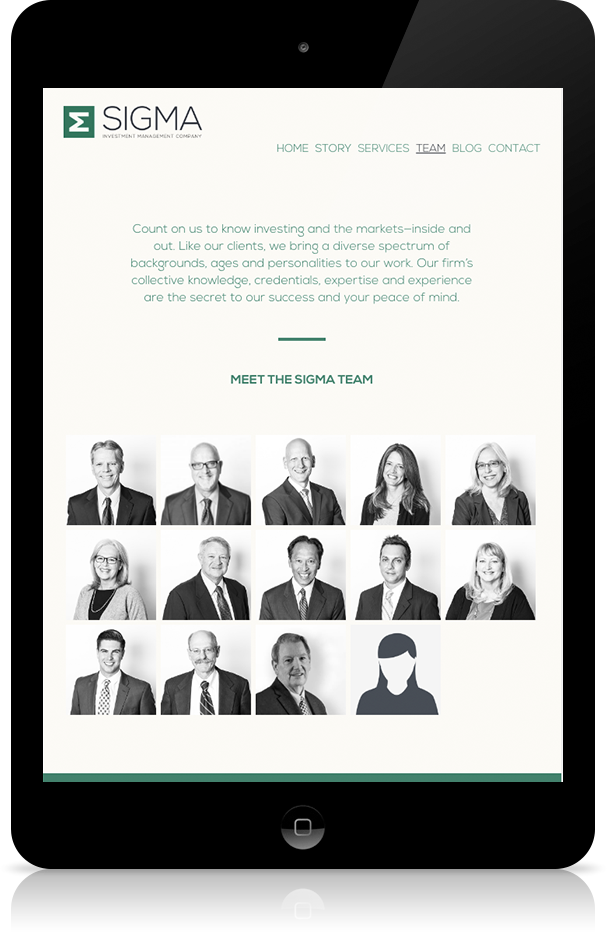 SIGMA
INVESTMENT MANAGEMENT COMPANY
HOME STORY SERVICES TEAM BLOG CONTACT
Count on us to know investing and the markets—inside and
out. Like our clients, we bring a diverse spectrum of
backgrounds, ages and personalities to our work. Our firm's
collective knowledge, credentials, expertise and experience
are the secret to our success and your peace of mind.
MEET THE SIGMA TEAM